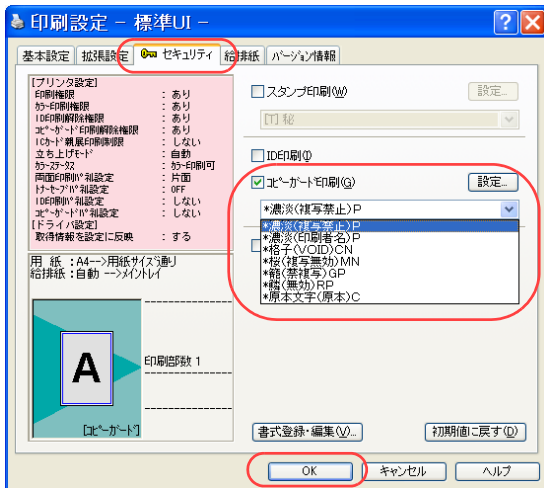 印刷設定 － 標準UI －
基本設定 拡張設定 セキュリティ 給排紙 バージョン情報
[プリンタ設定]
印刷権限 : あり
カラー印刷権限 : あり
ID印刷解除権限 : あり
コピーガード印刷解除権限 : あり
ICカード親展印刷制限 : しない
立ち上げモード : 自動
カラーステータス : カラー印刷可
両面印刷パネル設定 : 片面
トナーセーブパネル設定 : OFF
ID印刷パネル設定 : しない
コピーガードパネル設定 : しない
[ドライバ設定]
取得情報を設定に反映 : する
用 紙 : A4-->用紙サイズ通り
給排紙 : 自動 -->メイントレイ
A
印刷部数 1
[コピーガード]
スタンプ印刷(W) 設定...
[T] 秘
ID印刷(I)
コピーガード印刷(G) 設定...
*濃淡(複写禁止)P
*濃淡(複写禁止)P
*濃淡(印刷者名)P
*格子(VOID)CN
*桜(複写無効)MN
*籠(禁複写)GP
*鱗(無効)RP
*原本文字(原本)C
書式登録・編集(V)... 初期値に戻す(D)
OK キャンセル ヘルプ